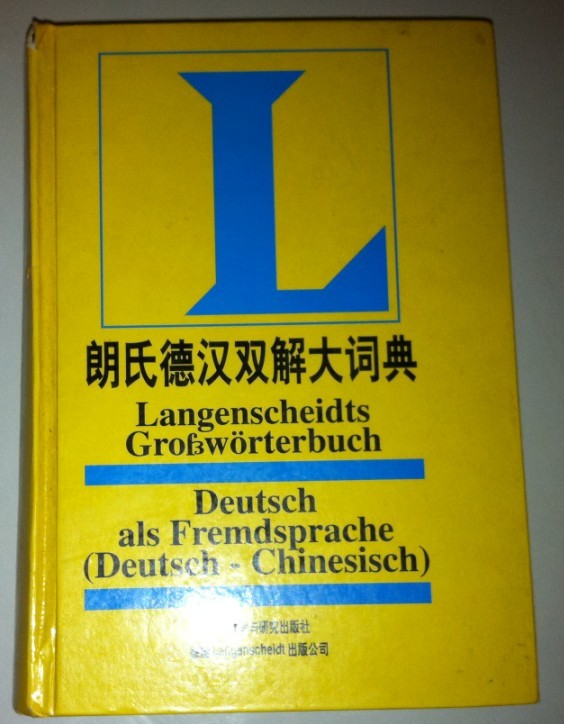 L
朗氏德汉双解大词典
Langenscheidts
Großwörterbuch
Deutsch
als Fremdsprache
(Deutsch - Chinesisch)
与研究出版社
Langenscheidt 出版公司